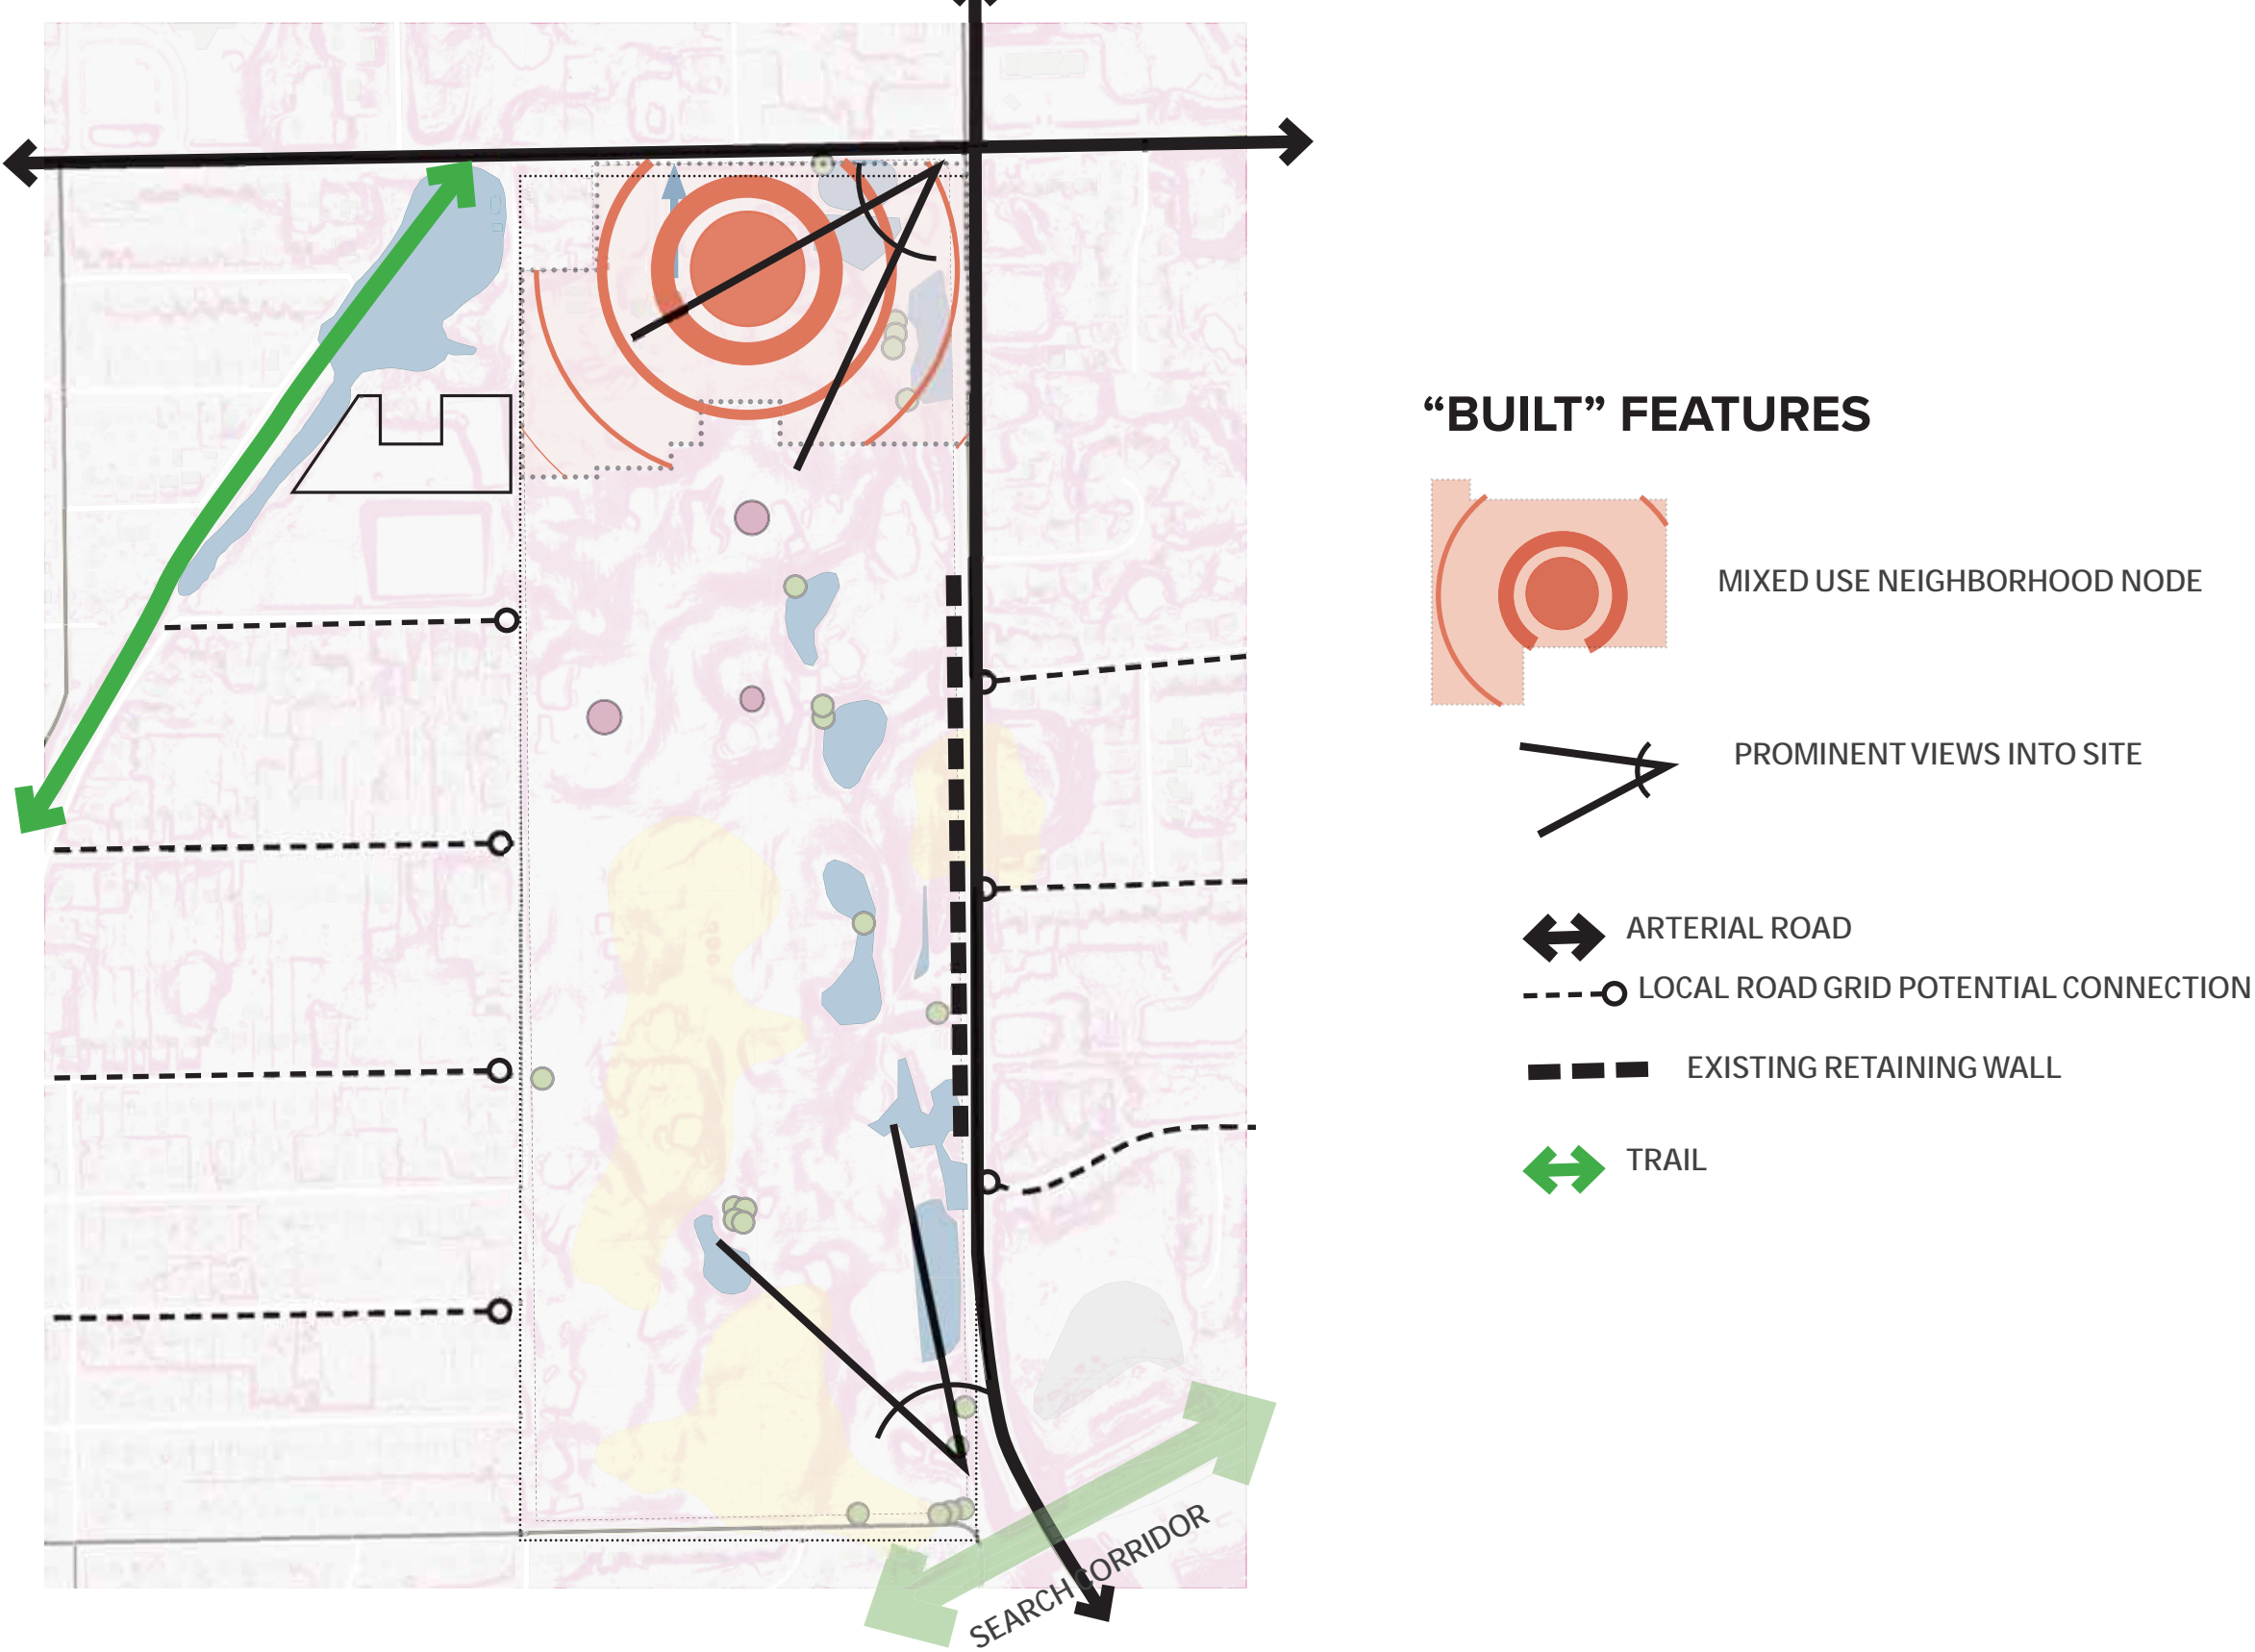 “BUILT” FEATURES
MIXED USE NEIGHBORHOOD NODE
PROMINENT VIEWS INTO SITE
ARTERIAL ROAD
LOCAL ROAD GRID POTENTIAL CONNECTION
EXISTING RETAINING WALL
TRAIL
SEARCH CORRIDOR